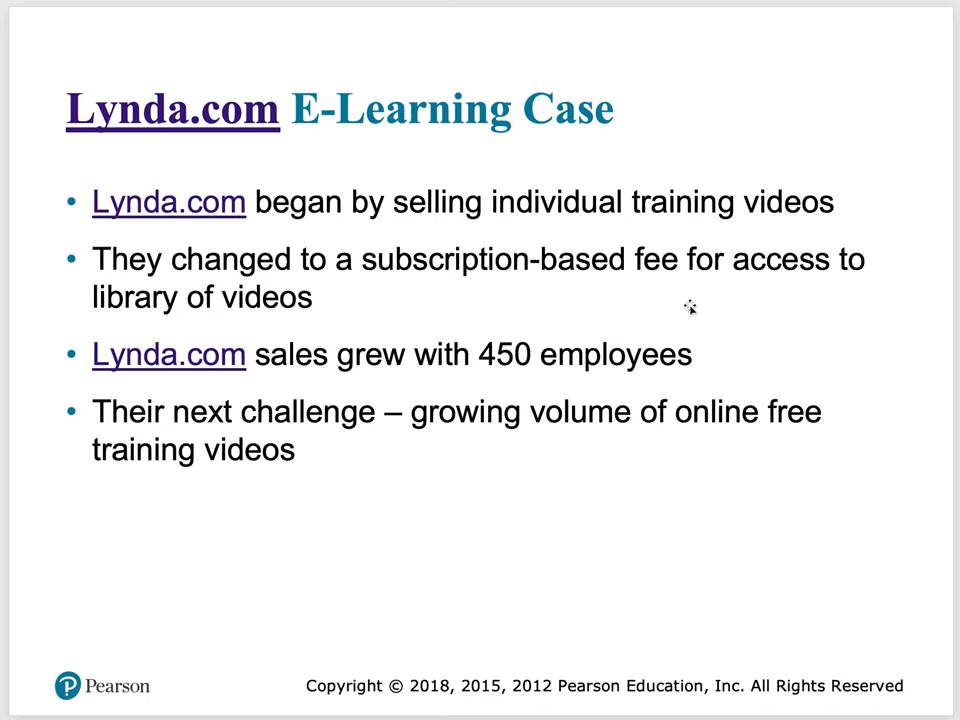 Lynda.com E-Learning Case
• Lynda.com began by selling individual training videos
• They changed to a subscription-based fee for access to
library of videos
• Lynda.com sales grew with 450 employees
• Their next challenge – growing volume of online free
training videos
P Pearson
Copyright © 2018, 2015, 2012 Pearson Education, Inc. All Rights Reserved